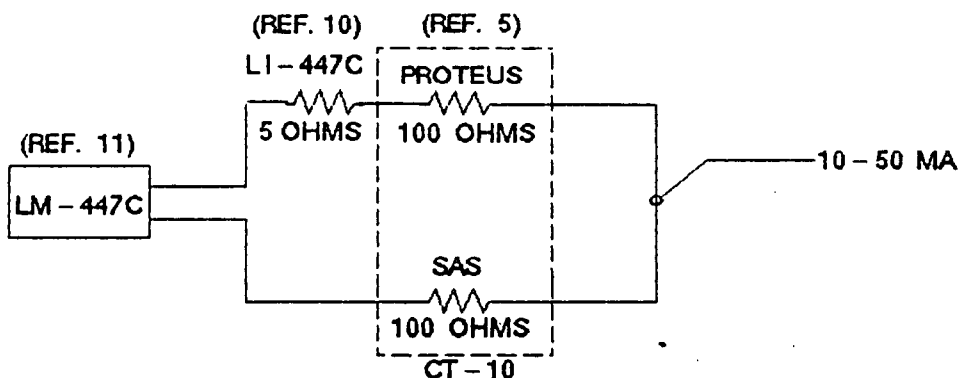 (REF. 10)
(REF. 5)
LI-447C
PROTEUS
5 OHMS
100 OHMS
(REF. 11)
LM-447C
10-50 MA
SAS
100 OHMS
CT-10